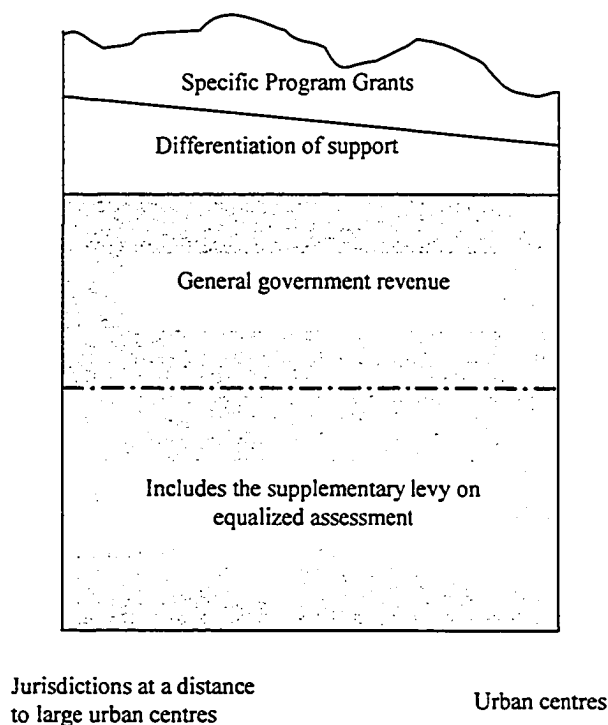 Specific Program Grants
Differentiation of support
General government revenue
Includes the supplementary levy on
equalized assessment
Jurisdictions at a distance
to large urban centres
Urban centres